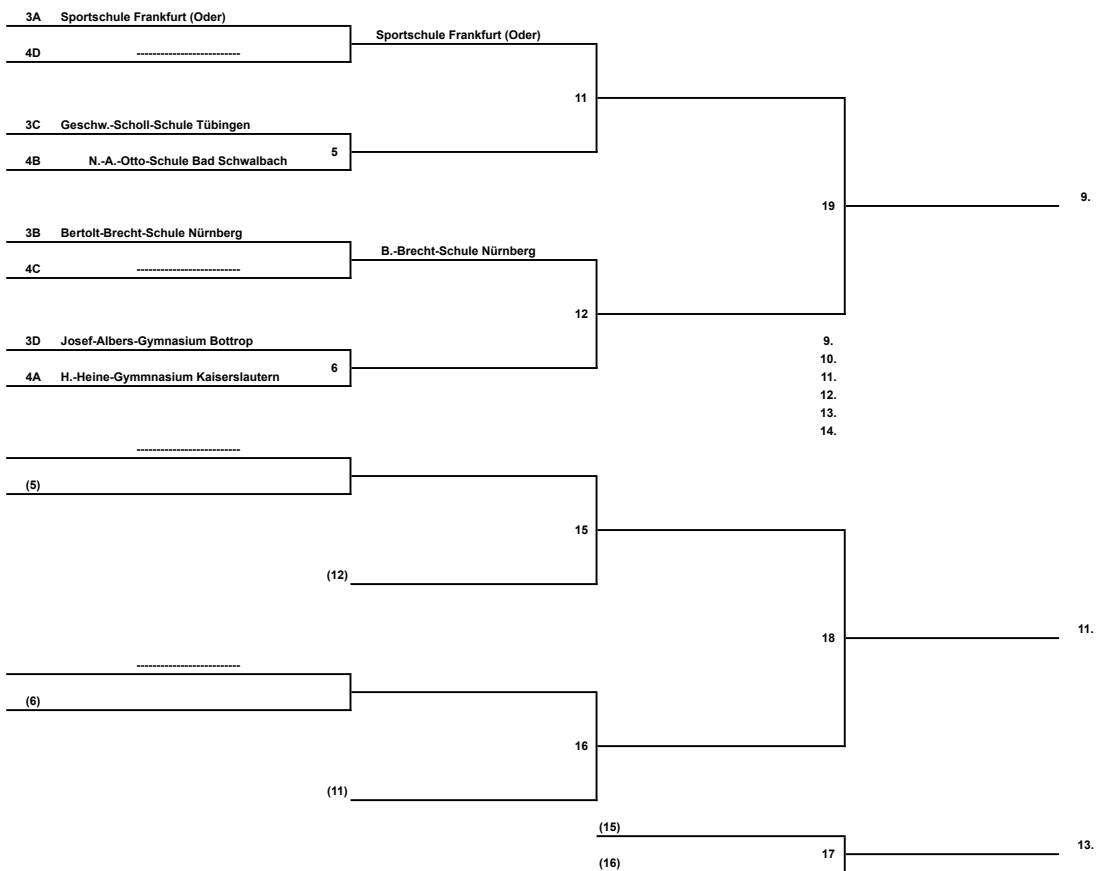 3A Sportschule Frankfurt (Oder)
Sportschule Frankfurt (Oder)
4D --------------------------
11
3C Geschw.-Scholl-Schule Tübingen
5
4B N.-A.-Otto-Schule Bad Schwalbach
9.
19
3B Bertolt-Brecht-Schule Nürnberg
B.-Brecht-Schule Nürnberg
4C --------------------------
12
3D Josef-Albers-Gymnasium Bottrop
9.
10.
6
4A H.-Heine-Gymmnasium Kaiserslautern
11.
12.
13.
14.
--------------------------
(5)
15
(12)
11.
18
--------------------------
(6)
16
(11)
(15)
13.
17
(16)